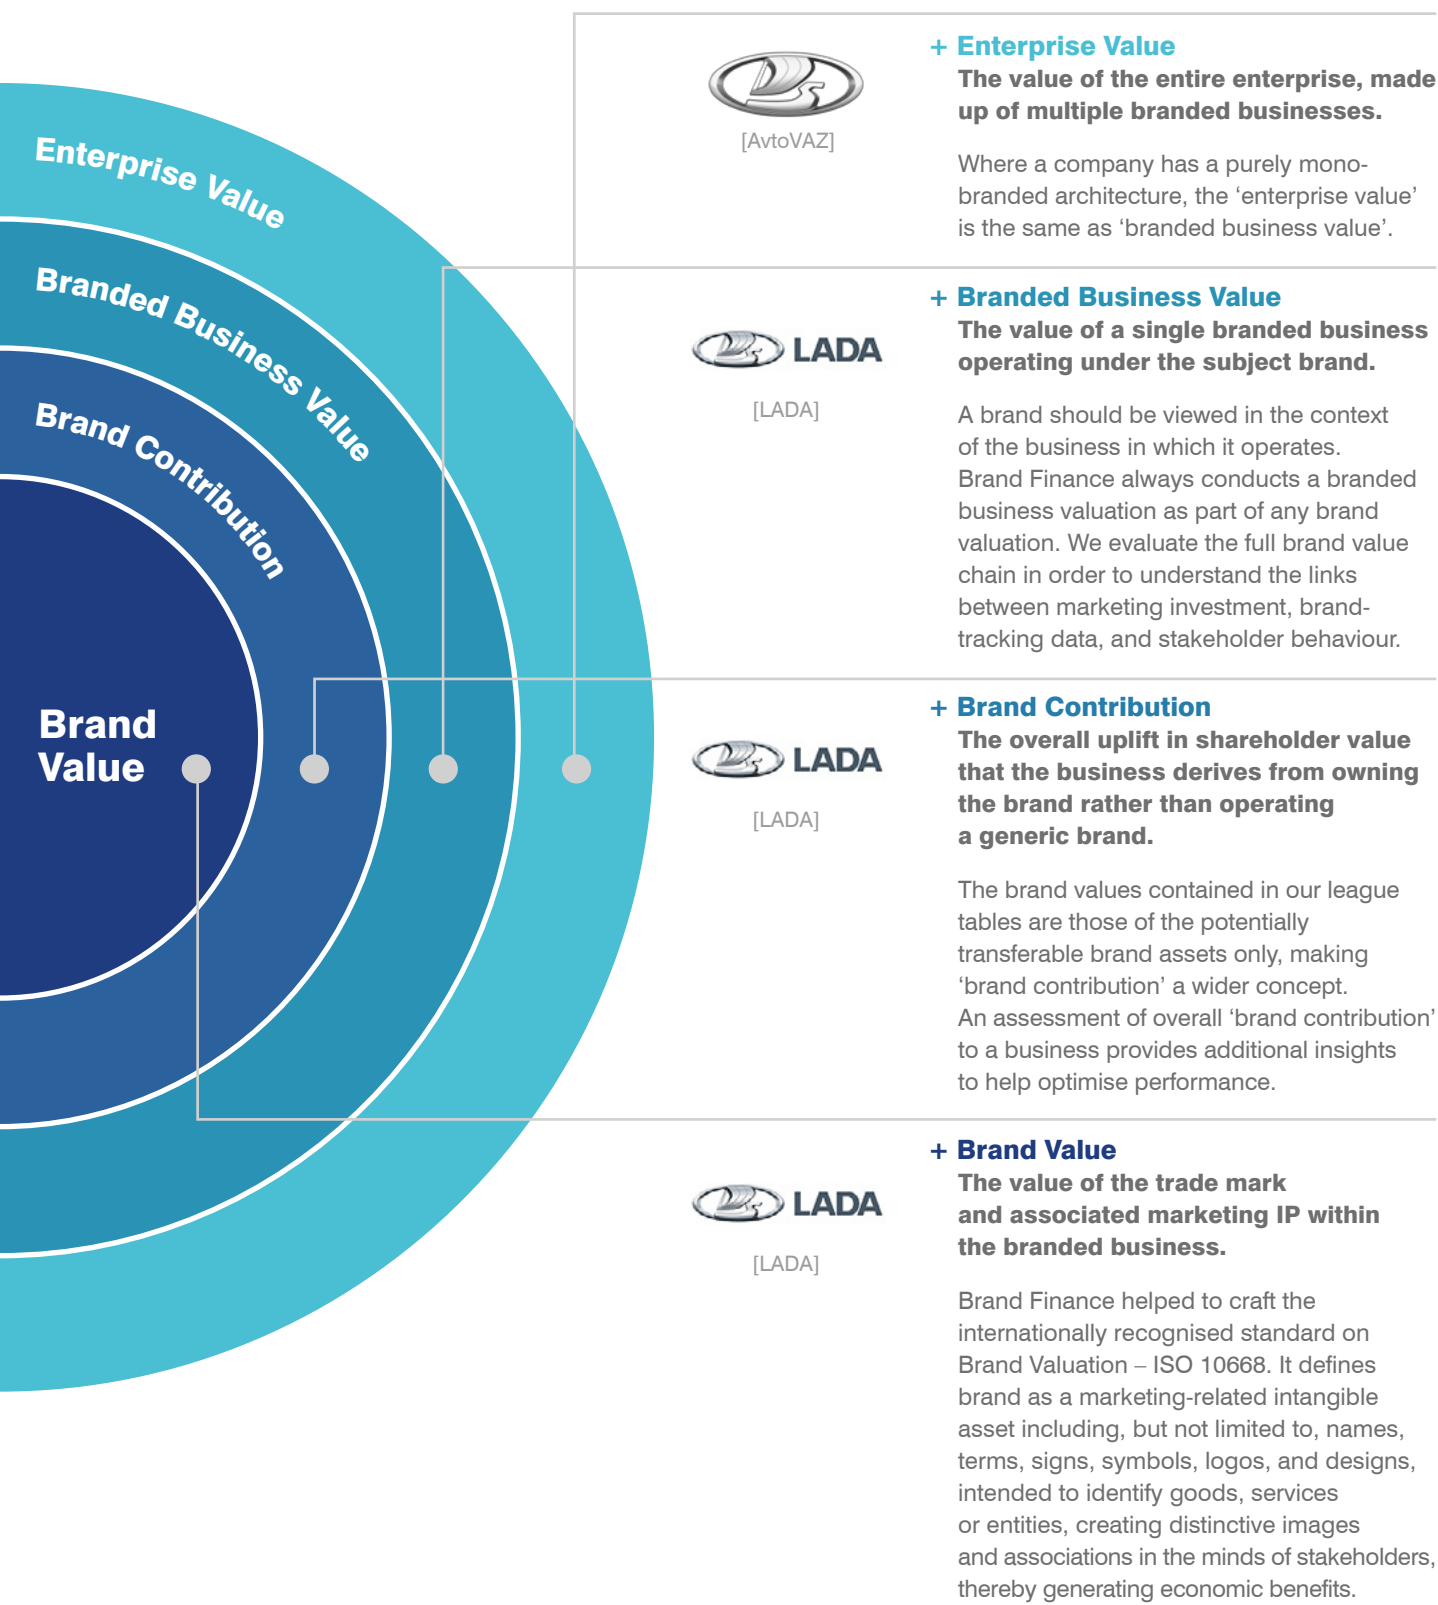 Enterprise Value
Branded Business Value
Brand Contribution
Brand
Value
[AvtoVAZ]
+ Enterprise Value
The value of the entire enterprise, made
up of multiple branded businesses.
Where a company has a purely mono-
branded architecture, the ‘enterprise value’
is the same as ‘branded business value’.
LADA
[LADA]
+ Branded Business Value
The value of a single branded business
operating under the subject brand.
A brand should be viewed in the context
of the business in which it operates.
Brand Finance always conducts a branded
business valuation as part of any brand
valuation. We evaluate the full brand value
chain in order to understand the links
between marketing investment, brand-
tracking data, and stakeholder behaviour.
LADA
[LADA]
+ Brand Contribution
The overall uplift in shareholder value
that the business derives from owning
the brand rather than operating
a generic brand.
The brand values contained in our league
tables are those of the potentially
transferable brand assets only, making
‘brand contribution’ a wider concept.
An assessment of overall ‘brand contribution’
to a business provides additional insights
to help optimise performance.
LADA
[LADA]
+ Brand Value
The value of the trade mark
and associated marketing IP within
the branded business.
Brand Finance helped to craft the
internationally recognised standard on
Brand Valuation – ISO 10668. It defines
brand as a marketing-related intangible
asset including, but not limited to, names,
terms, signs, symbols, logos, and designs,
intended to identify goods, services
or entities, creating distinctive images
and associations in the minds of stakeholders,
thereby generating economic benefits.